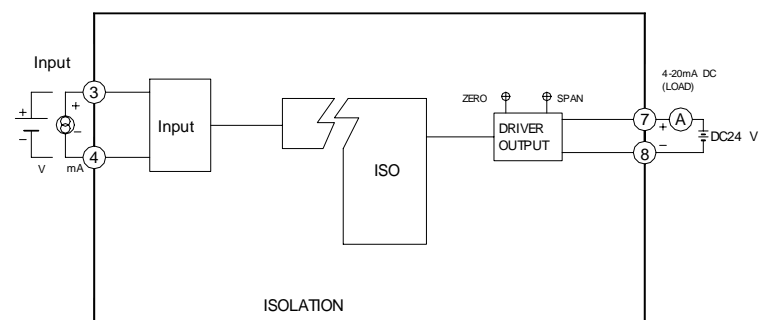 Input
3
4
+
−
+
−
V
mA
Input
ISO
ISOLATION
ZERO
SPAN
DRIVER
OUTPUT
4-20mA DC
(LOAD)
7
A
+
−
8
DC24 V